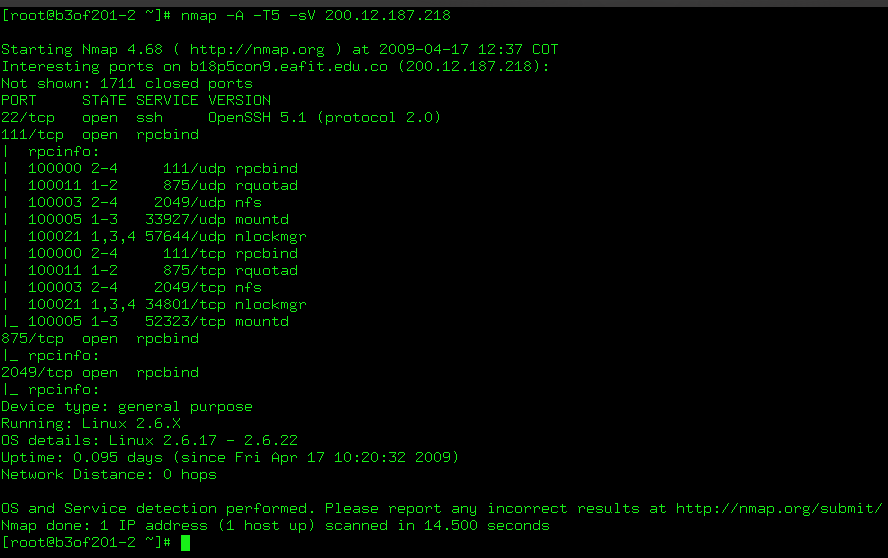 [root@b3of201-2 ~]# nmap -A -T5 -sV 200.12.187.218

Starting Nmap 4.68 ( http://nmap.org ) at 2009-04-17 12:37 COT
Interesting ports on b18p5con9.eafit.edu.co (200.12.187.218):
Not shown: 1711 closed ports
PORT     STATE SERVICE VERSION
22/tcp   open  ssh     OpenSSH 5.1 (protocol 2.0)
111/tcp  open  rpcbind
|  rpcinfo:
|  100000 2-4     111/udp rpcbind
|  100011 1-2     875/udp rquotad
|  100003 2-4    2049/udp nfs
|  100005 1-3   33927/udp mountd
|  100021 1,3,4 57644/udp nlockmgr
|  100000 2-4     111/tcp rpcbind
|  100011 1-2     875/tcp rquotad
|  100003 2-4    2049/tcp nfs
|  100021 1,3,4 34801/tcp nlockmgr
|_ 100005 1-3   52323/tcp mountd
875/tcp  open  rpcbind
|_ rpcinfo:
2049/tcp open  rpcbind
|_ rpcinfo:
Device type: general purpose
Running: Linux 2.6.X
OS details: Linux 2.6.17 - 2.6.22
Uptime: 0.095 days (since Fri Apr 17 10:20:32 2009)
Network Distance: 0 hops

OS and Service detection performed. Please report any incorrect results at http://nmap.org/submit/
Nmap done: 1 IP address (1 host up) scanned in 14.500 seconds
[root@b3of201-2 ~]#